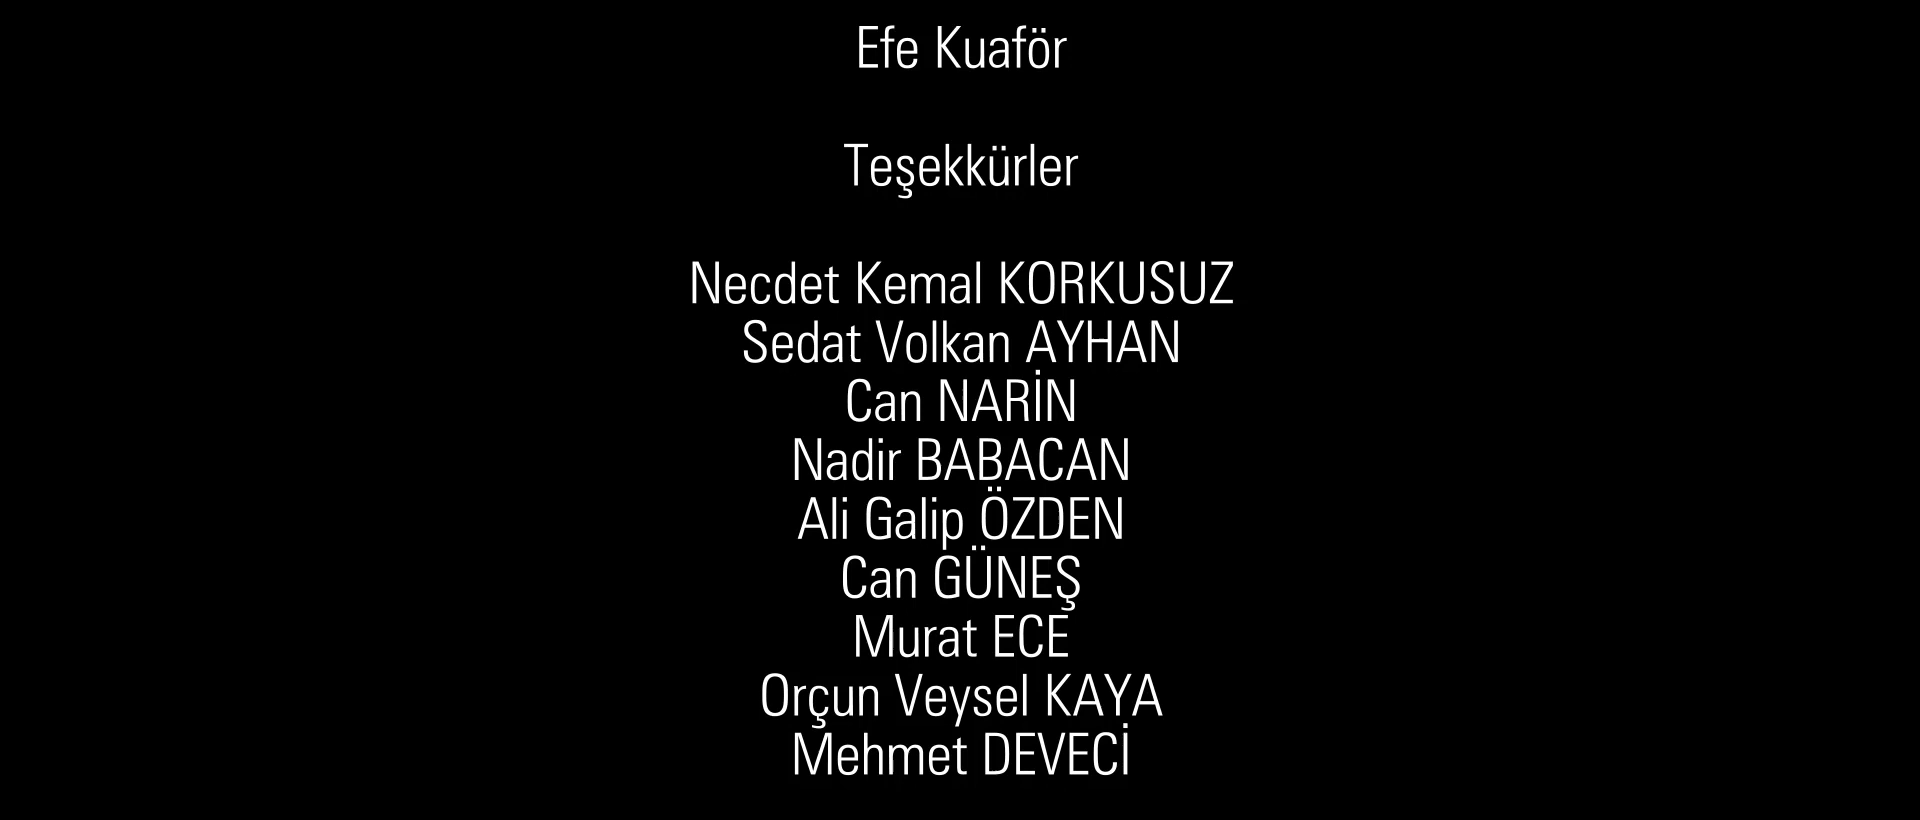 Efe Kuaför
Teşekkürler
Necdet Kemal KORKUSUZ
Sedat Volkan AYHAN
Can NARİN
Nadir BABACAN
Ali Galip ÖZDEN
Can GÜNEŞ
Murat ECE
Orçun Veysel KAYA
Mehmet DEVECİ